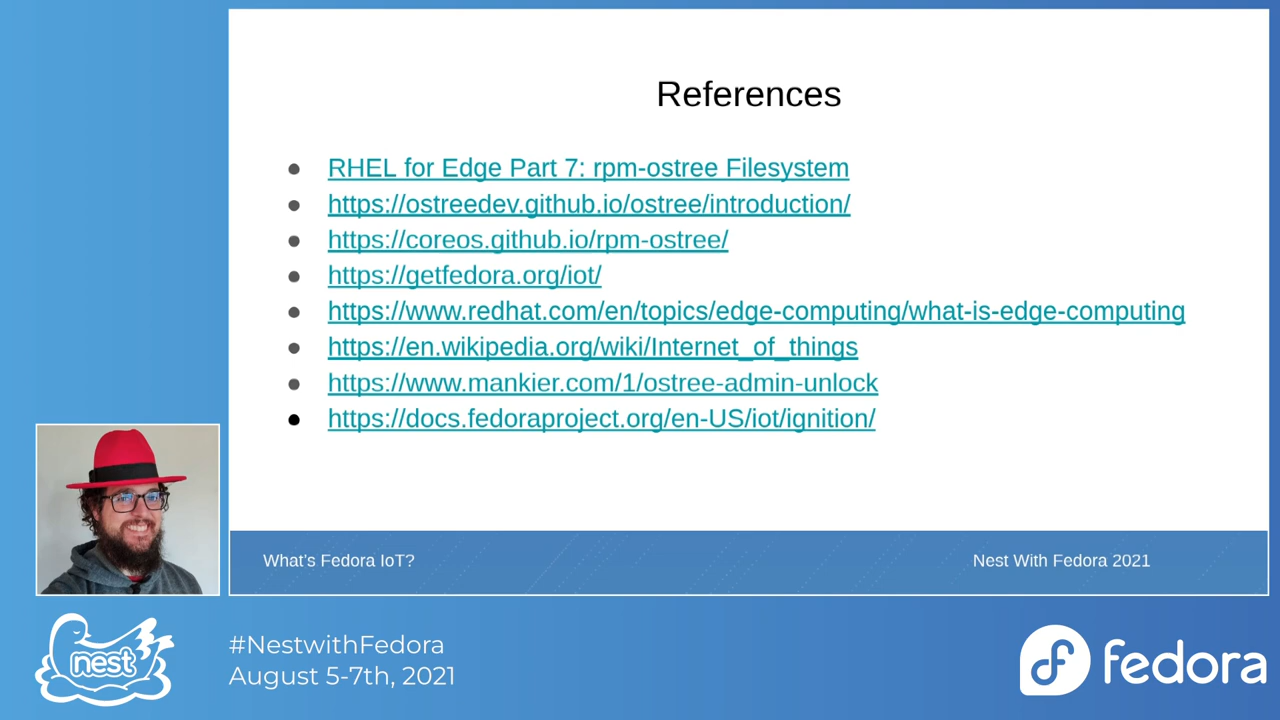 References
RHEL for Edge Part 7: rpm-ostree Filesystem
https://ostreedev.github.io/ostree/introduction/
https://coreos.github.io/rpm-ostree/
https://getfedora.org/iot/
https://www.redhat.com/en/topics/edge-computing/what-is-edge-computing
https://en.wikipedia.org/wiki/Internet_of_things
https://www.mankier.com/1/ostree-admin-unlock
https://docs.fedoraproject.org/en-US/iot/ignition/
What's Fedora IoT?
Nest With Fedora 2021
nest
#NestwithFedora
August 5-7th, 2021
fedora